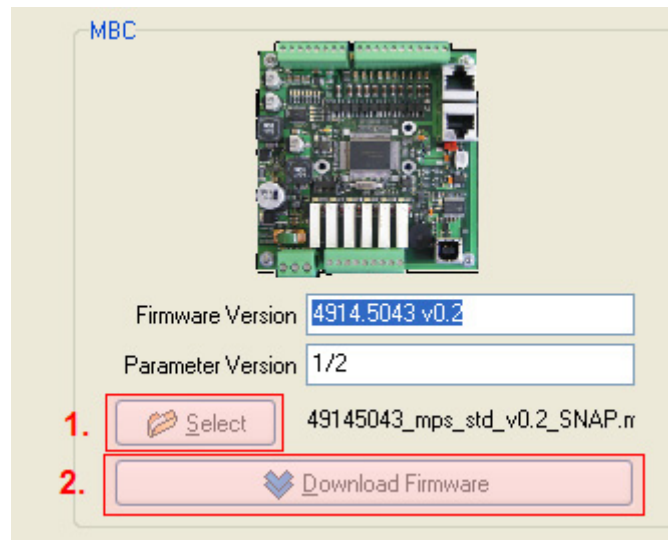 MBC
Firmware Version 4914.5043 v0.2
Parameter Version 1/2
1. Select 49145043_mps_std_v0.2_SNAP.m
2. Download Firmware